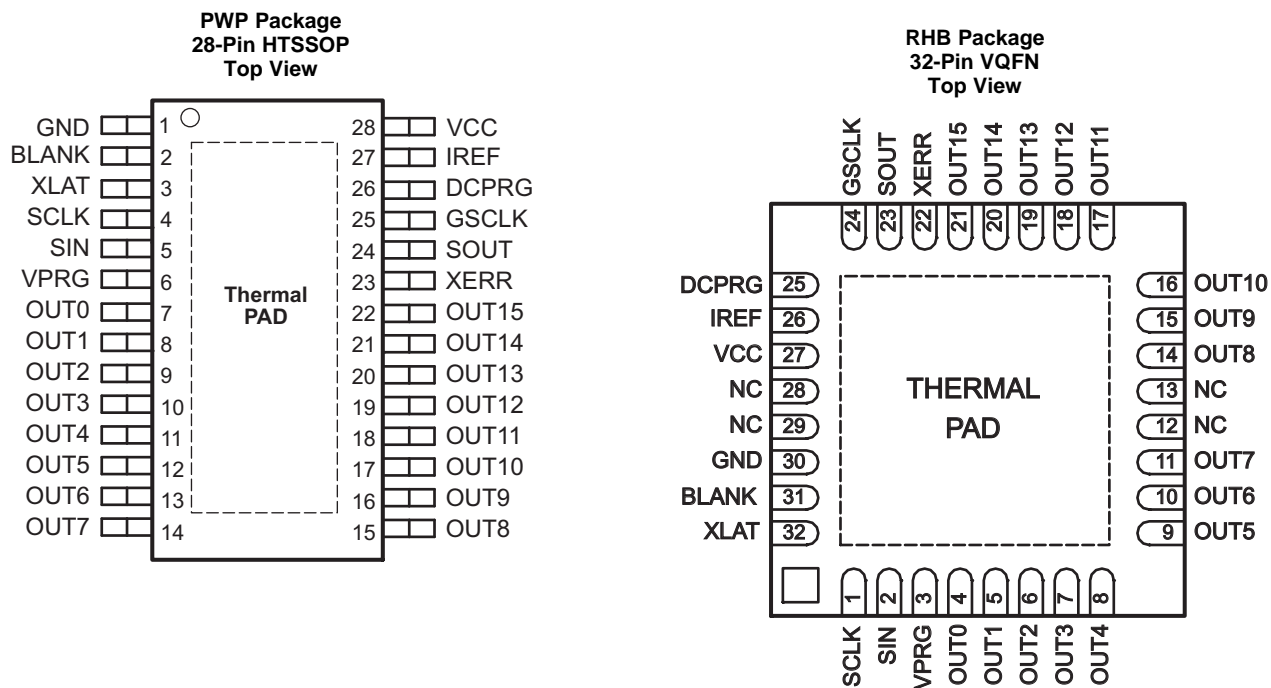 PWP Package
28-Pin HTSSOP
Top View
GND 1
BLANK 2
XLAT 3
SCLK 4
SIN 5
VPRG 6
OUT0 7
OUT1 8
OUT2 9
OUT3 10
OUT4 11
OUT5 12
OUT6 13
OUT7 14
Thermal
PAD
28 VCC
27 IREF
26 DCPRG
25 GSCLK
24 SOUT
23 XERR
22 OUT15
21 OUT14
20 OUT13
19 OUT12
18 OUT11
17 OUT10
16 OUT9
15 OUT8
RHB Package
32-Pin VQFN
Top View
GSCLK 24
SOUT 23
XERR 22
OUT15 21
OUT14 20
OUT13 19
OUT12 18
OUT11 17
DCPRG 25
IREF 26
VCC 27
NC 28
NC 29
GND 30
BLANK 31
XLAT 32
THERMAL
PAD
16 OUT10
15 OUT9
14 OUT8
13 NC
12 NC
11 OUT7
10 OUT6
9 OUT5
SCLK 1
SIN 2
VPRG 3
OUT0 4
OUT1 5
OUT2 6
OUT3 7
OUT4 8